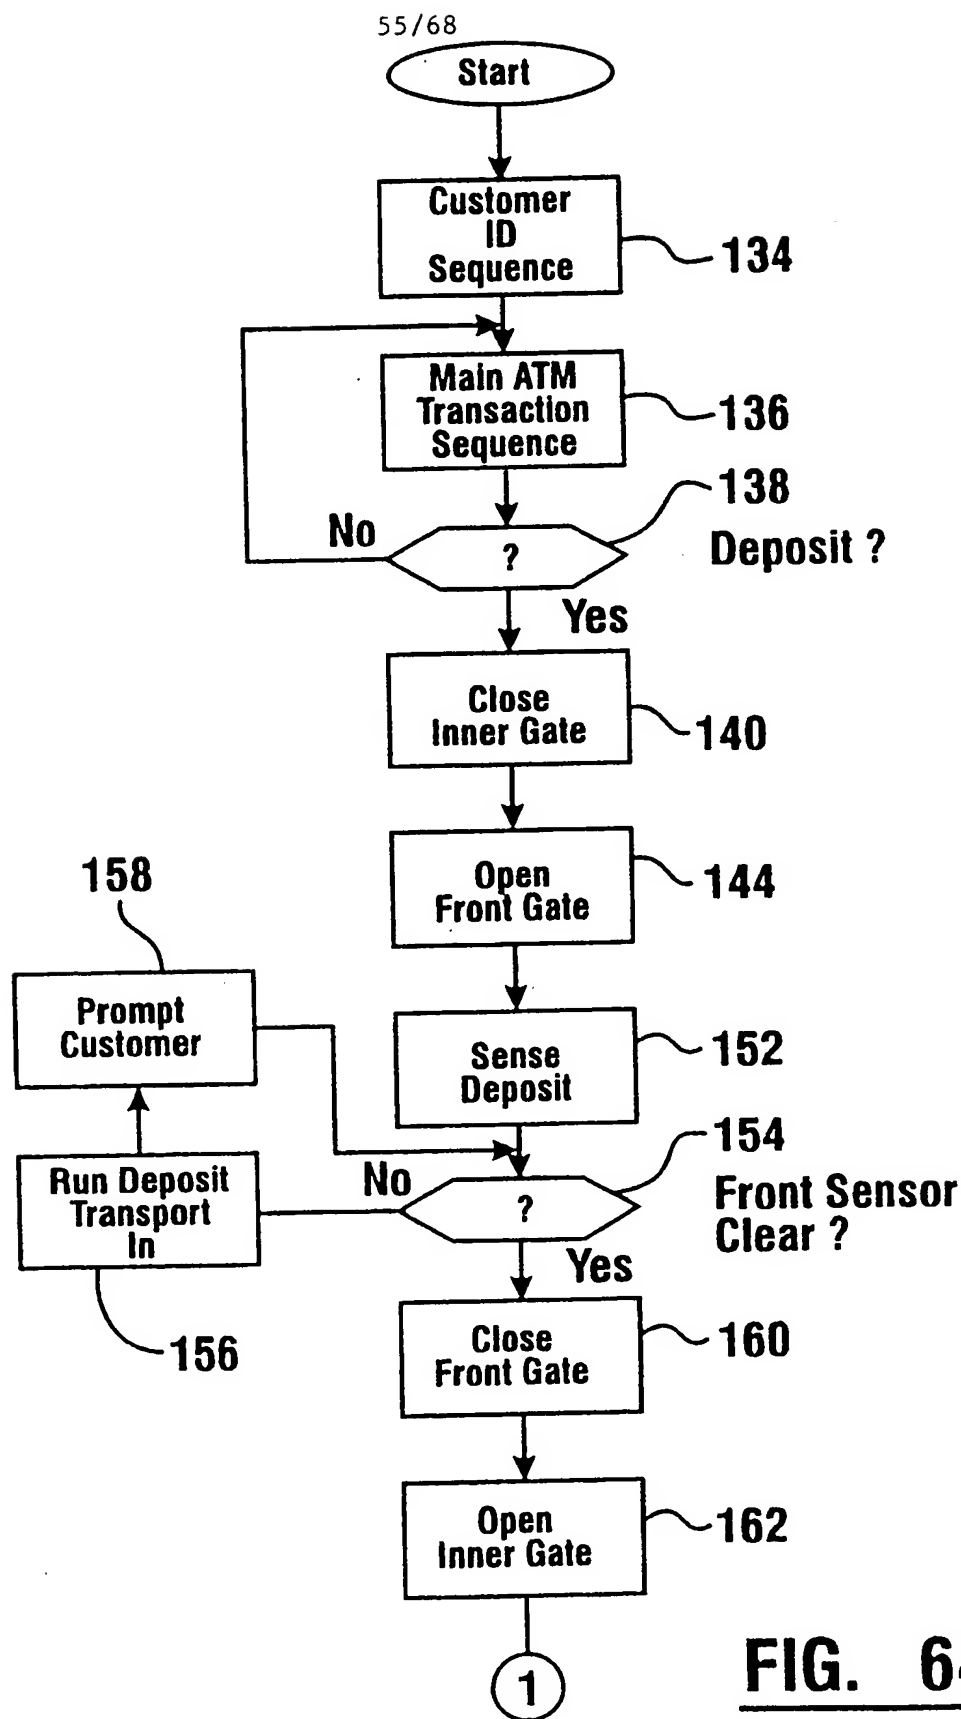 55/68
Start
Customer
ID
Sequence
134
Main ATM
Transaction
Sequence
136
138
No
?
Deposit ?
Yes
Close
Inner Gate
140
Open
Front Gate
144
158
Prompt
Customer
Sense
Deposit
152
154
Run Deposit
Transport
In
No
?
Front Sensor
Clear ?
Yes
156
Close
Front Gate
160
Open
Inner Gate
162
1
FIG.